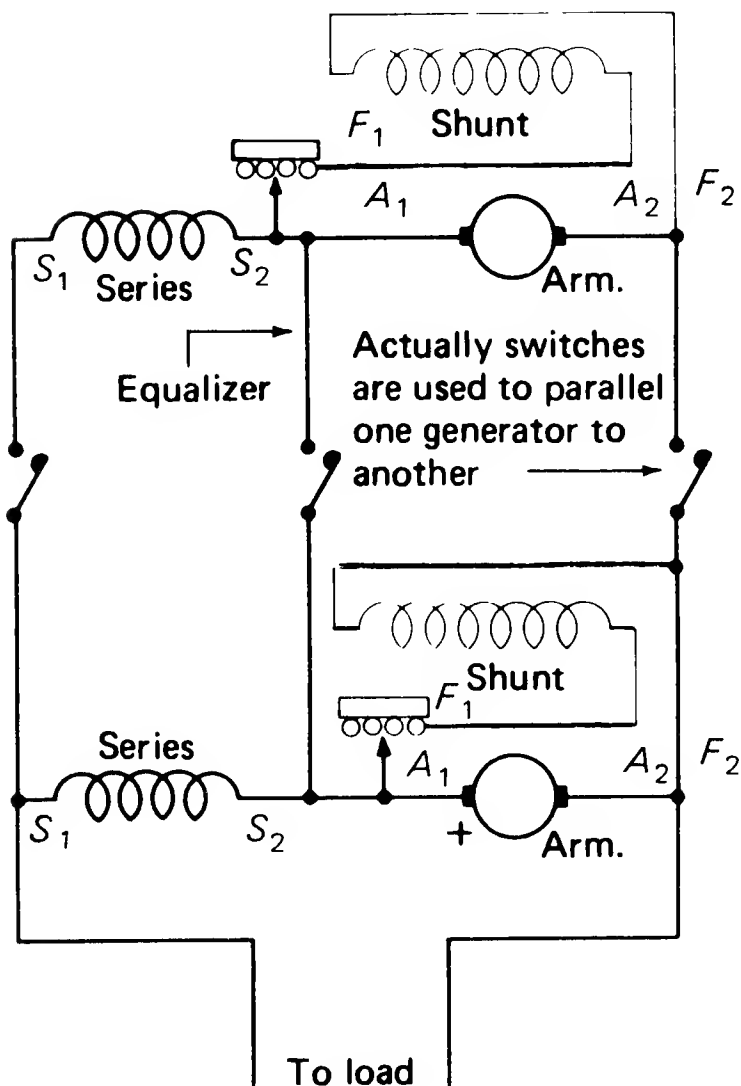 F1 Shunt
A1 A2 F2
S1 Series S2 Arm.
Equalizer
Actually switches
are used to parallel
one generator to
another
Shunt
F1
Series A1 A2 F2
S1 S2 + Arm.
To load